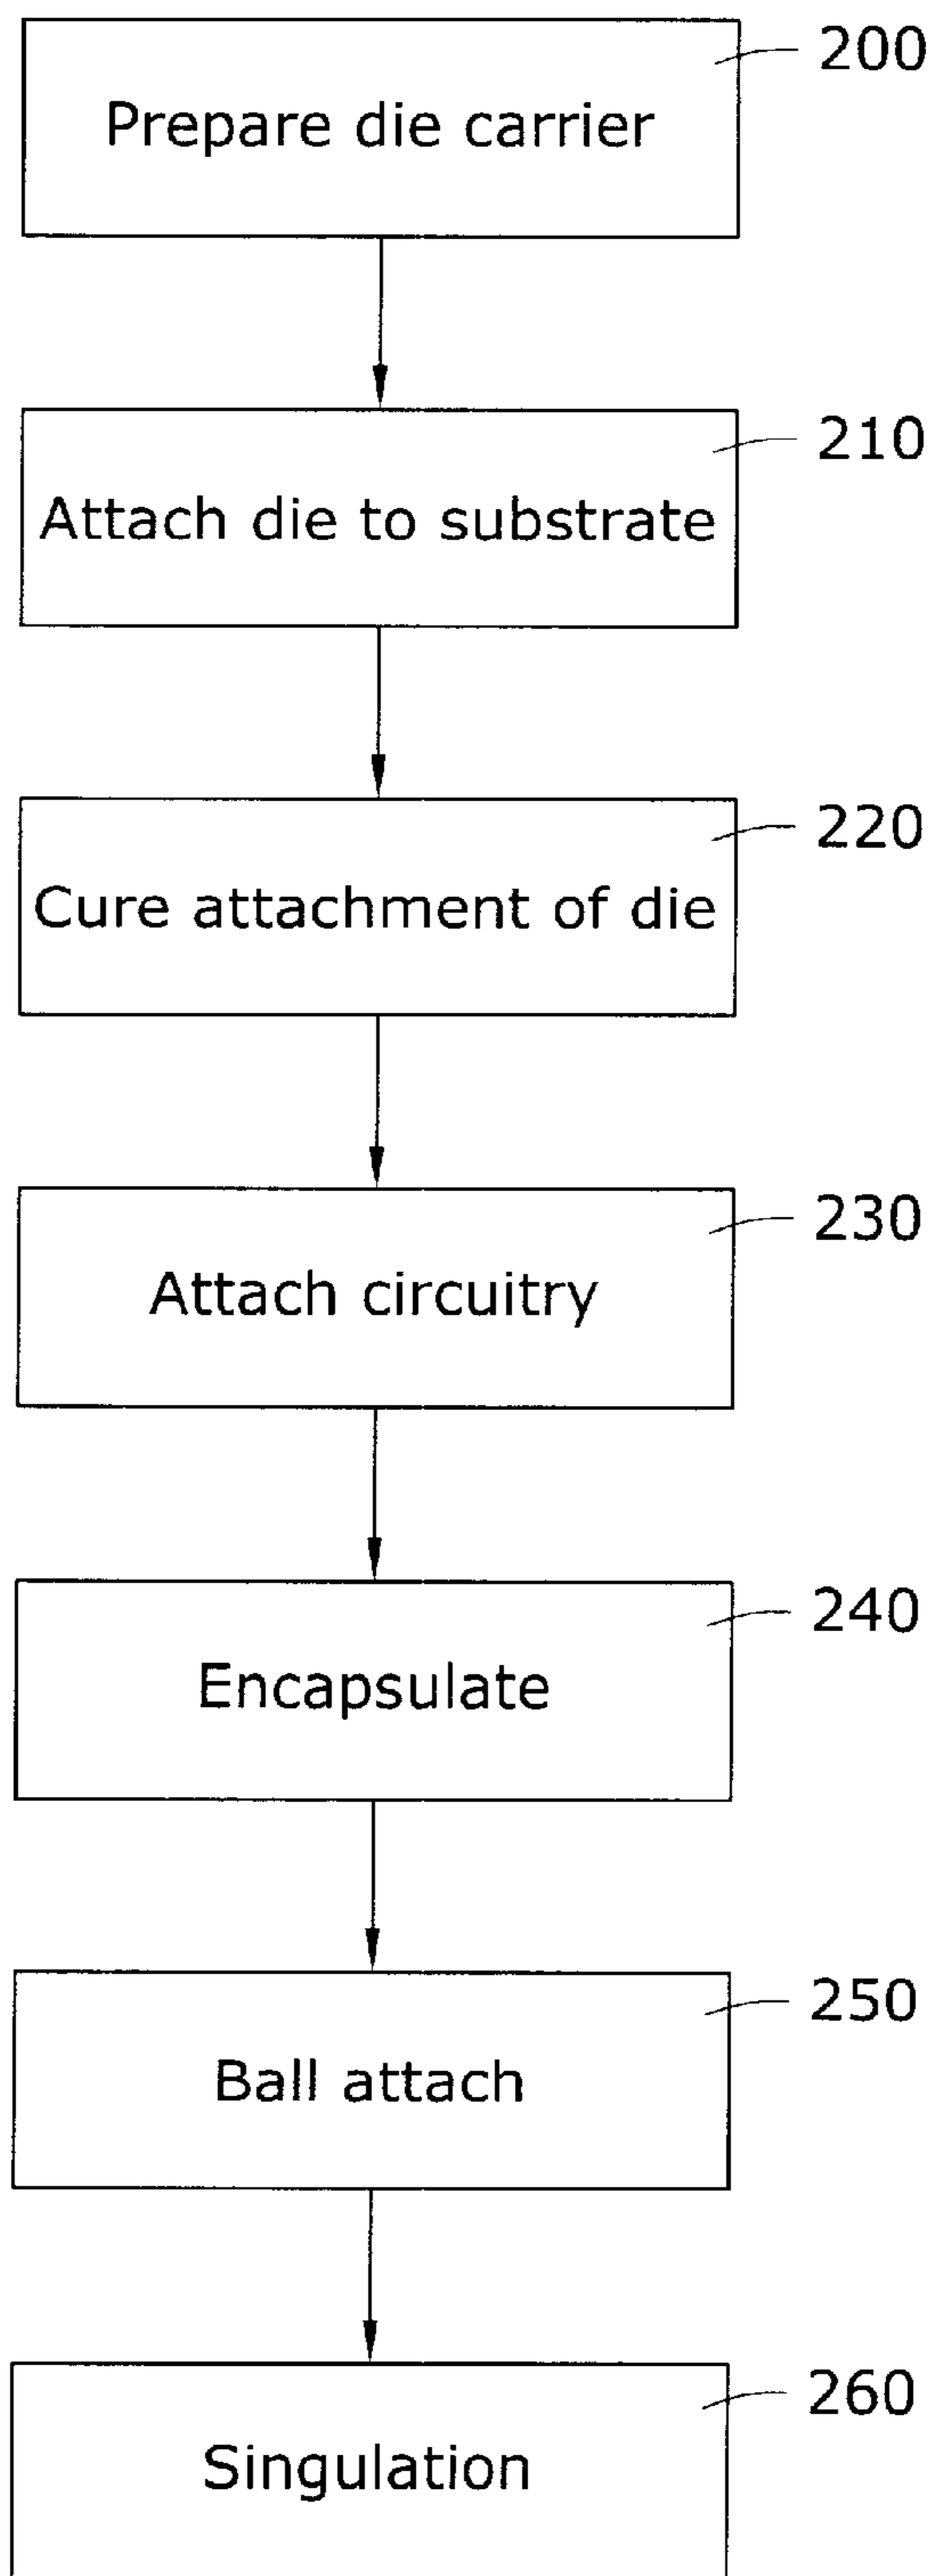 200
Prepare die carrier
210
Attach die to substrate
220
Cure attachment of die
230
Attach circuitry
240
Encapsulate
250
Ball attach
260
Singulation